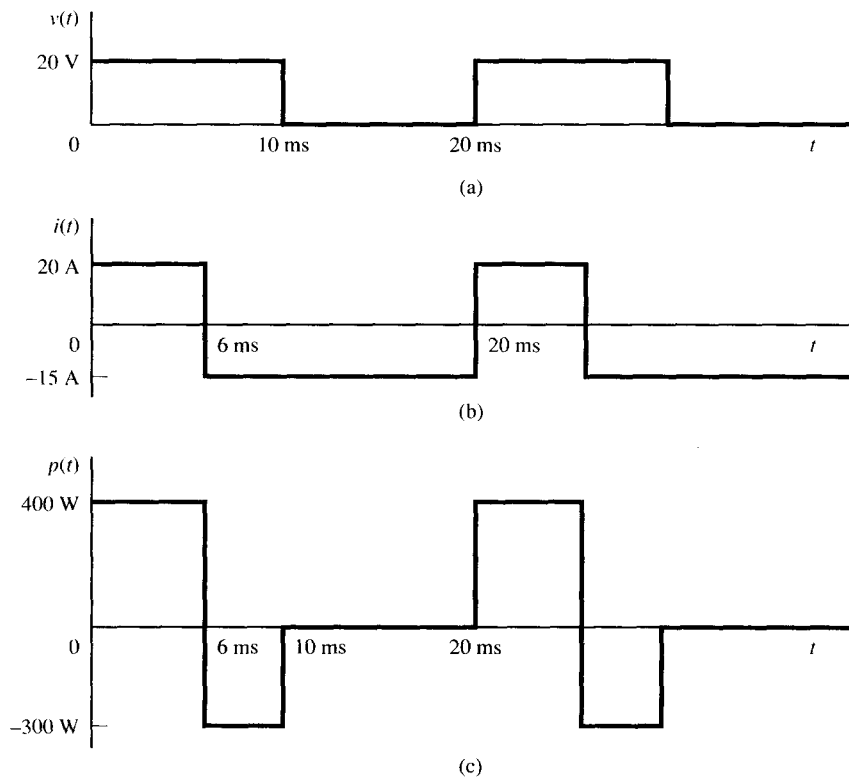 v(t)
20 V
0 10 ms 20 ms t
(a)
i(t)
20 A
0 6 ms 20 ms t
–15 A
(b)
p(t)
400 W
0 6 ms 10 ms 20 ms t
–300 W
(c)